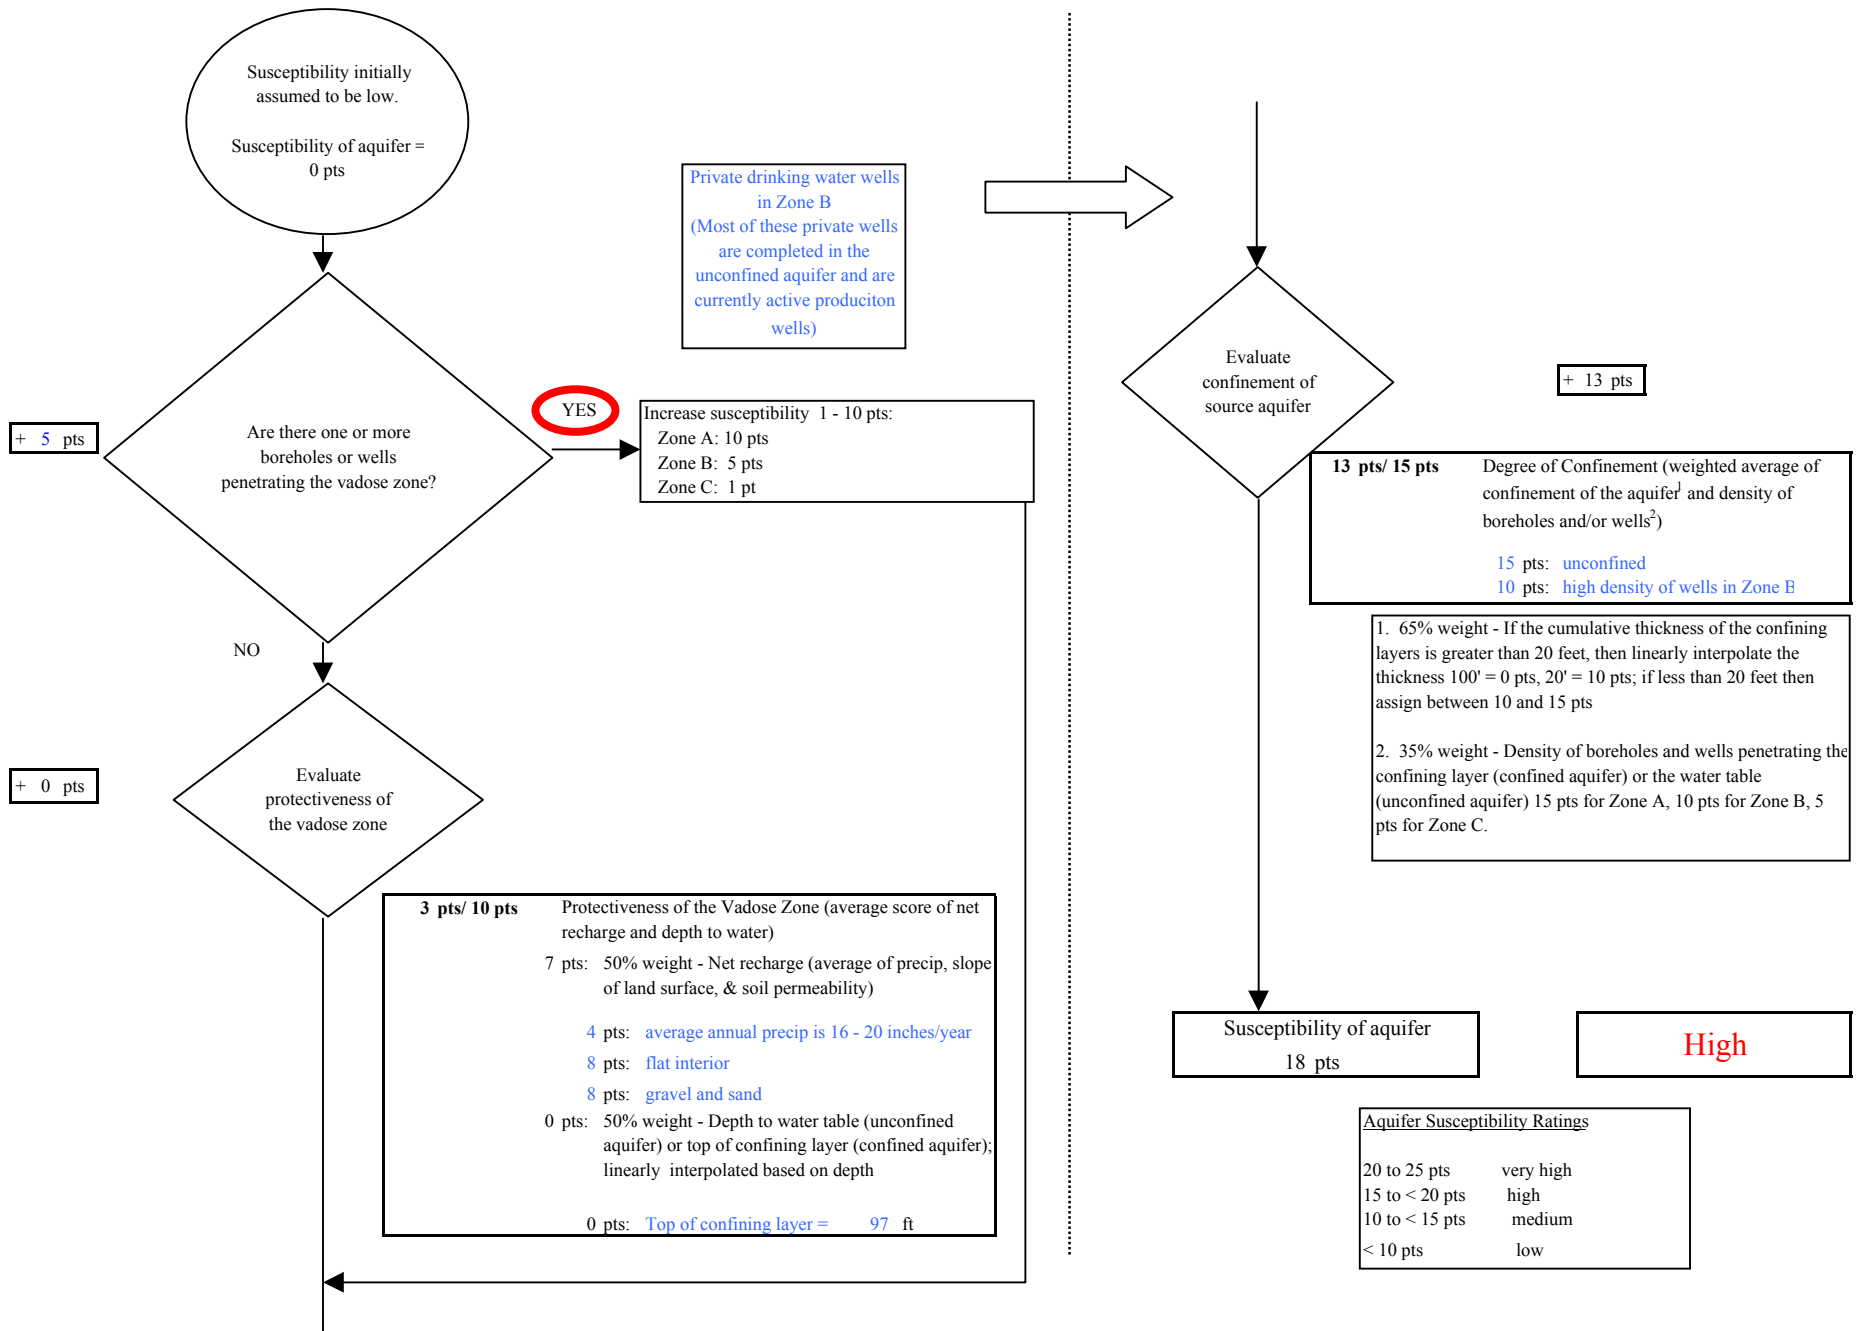 Susceptibility initially
assumed to be low.
Susceptibility of aquifer =
0 pts
Private drinking water wells
in Zone B
(Most of these private wells
are completed in the
unconfined aquifer and are
currently active produciton
wells)
+ 5 pts
Are there one or more
boreholes or wells
penetrating the vadose zone?
YES
Increase susceptibility 1 - 10 pts:
Zone A: 10 pts
Zone B: 5 pts
Zone C: 1 pt
NO
+ 0 pts
Evaluate
protectiveness of
the vadose zone
3 pts/ 10 pts Protectiveness of the Vadose Zone (average score of net
recharge and depth to water)
7 pts: 50% weight - Net recharge (average of precip, slope
of land surface, & soil permeability)
4 pts: average annual precip is 16 - 20 inches/year
8 pts: flat interior
8 pts: gravel and sand
0 pts: 50% weight - Depth to water table (unconfined
aquifer) or top of confining layer (confined aquifer);
linearly interpolated based on depth
0 pts: Top of confining layer = 97 ft
Evaluate
confinement of
source aquifer
+ 13 pts
13 pts/ 15 pts Degree of Confinement (weighted average of
confinement of the aquifer1 and density of
boreholes and/or wells2)
15 pts: unconfined
10 pts: high density of wells in Zone B
1. 65% weight - If the cumulative thickness of the confining
layers is greater than 20 feet, then linearly interpolate the
thickness 100' = 0 pts, 20' = 10 pts; if less than 20 feet then
assign between 10 and 15 pts
2. 35% weight - Density of boreholes and wells penetrating the
confining layer (confined aquifer) or the water table
(unconfined aquifer) 15 pts for Zone A, 10 pts for Zone B, 5
pts for Zone C.
Susceptibility of aquifer
18 pts
High
Aquifer Susceptibility Ratings
20 to 25 pts very high
15 to < 20 pts high
10 to < 15 pts medium
< 10 pts low